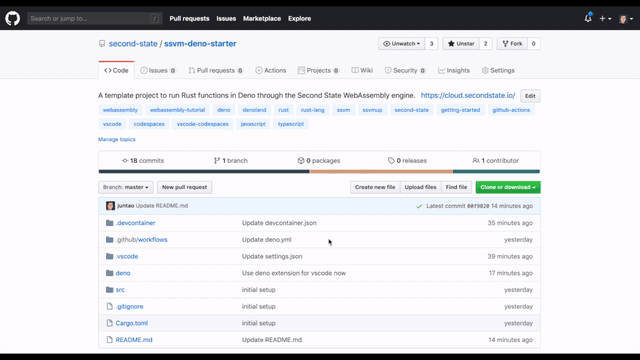 Search or jump to... / Pull requests Issues Marketplace Explore
second-state / ssvm-deno-starter Unwatch 3 Unstar 2 Fork 0
Code Issues 0 Pull requests 0 Actions Projects 0 Wiki Security 0 Insights Settings
A template project to run Rust functions in Deno through the Second State WebAssembly engine. https://cloud.secondstate.io/ Edit
webassembly webassembly-tutorial deno denoland rust rust-lang ssvm ssvmup second-state getting-started github-actions
vscode codespaces vscode-codespaces javascript typescript
Manage topics
18 commits 1 branch 0 packages 0 releases 1 contributor
Branch: master New pull request Create new file Upload files Find file Clone or download
juntao Update README.md Latest commit 00f9820 14 minutes ago
.devcontainer Update devcontainer.json 35 minutes ago
.github/workflows Update deno.yml yesterday
.vscode Update settings.json 39 minutes ago
deno Use deno extension for vscode now 17 minutes ago
src initial setup yesterday
.gitignore initial setup yesterday
Cargo.toml initial setup yesterday
README.md Update README.md 14 minutes ago